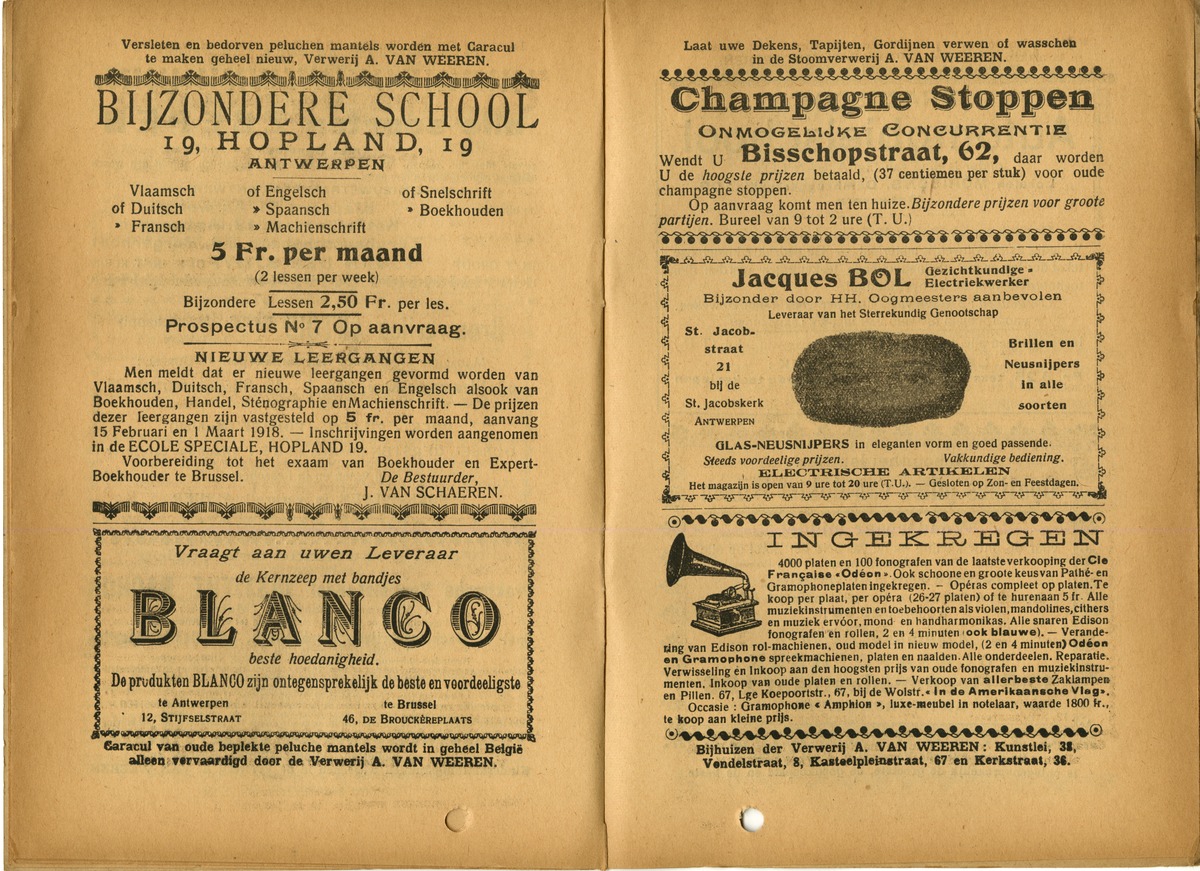 Versleten en bedorven peluchen mantels worden met Caracul
te maken geheel nieuw, Verwerij A. VAN WEEREN.
BIJZONDERE SCHOOL
19, HOPLAND, 19
ANTWERPEN
Vlaamsch of Engelsch of Snelschrift
of Duitsch » Spaansch » Boekhouden
» Fransch » Machienschrift
5 Fr. per maand
(2 lessen per week)
Bijzondere Lessen 2,50 Fr. per les.
Prospectus No 7 Op aanvraag.
NIEUWE LEERGANGEN
Men meldt dat er nieuwe leergangen gevormd worden van
Vlaamsch, Duitsch, Fransch, Spaansch en Engelsch alsook van
Boekhouden, Handel, Sténographie en Machienschrift. — De prijzen
dezer leergangen zijn vastgesteld op 5 fr. per maand, aanvang
15 Februari en 1 Maart 1918. — Inschrijvingen worden aangenomen
in de ECOLE SPECIALE, HOPLAND 19.
Voorbereiding tot het exaam van Boekhouder en Expert-
Boekhouder te Brussel. De Bestuurder,
J. VAN SCHAEREN.
Vraagt aan uwen Leveraar
de Kernzeep met bandjes
BLANCO
beste hoedanigheid.
De produkten BLANCO zijn ontegensprekelijk de beste en voordeeligste
te Antwerpen te Brussel
12, STIJFSELSTRAAT 46, DE BROUCKÈREPLAATS
Caracul van oude beplekte peluche mantels wordt in geheel België
alleen vervaardigd door de Verwerij A. VAN WEEREN.
Laat uwe Dekens, Tapijten, Gordijnen verwen of wasschen
in de Stoomverwerij A. VAN WEEREN.
Champagne Stoppen
ONMOGELIJKE CONCURRENTIE
Wendt U Bisschopstraat, 62, daar worden
U de hoogste prijzen betaald, (37 centiemen per stuk) voor oude
champagne stoppen.
Op aanvraag komt men ten huize. Bijzondere prijzen voor groote
partijen. Bureel van 9 tot 2 ure (T. U.)
Jacques BOL Gezichtkundige -
Electriekwerker
Bijzonder door HH. Oogmeesters aanbevolen
Leveraar van het Sterrekundig Genootschap
St. Jacob-
straat
21
bij de
St. Jacobskerk
ANTWERPEN
Brillen en
Neusnijpers
in alle
soorten
GLAS-NEUSNIJPERS in eleganten vorm en goed passende.
Steeds voordeelige prijzen. Vakkundige bediening.
ELECTRISCHE ARTIKELEN
Het magazijn is open van 9 ure tot 20 ure (T.U.). — Gesloten op Zon- en Feestdagen.
INGEKREGEN
4000 platen en 100 fonografen van de laatste verkooping der Cie
Française «Odéon». Ook schoone en groote keus van Pathé- en
Gramophoneplaten ingekregen. — Opéras compleet op platen. Te
koop per plaat, per opéra (26-27 platen) of te huren aan 5 fr. Alle
muziekinstrumenten en toebehoorten als violen, mandolines, cithers
en muziek ervóor, mond en handharmonikas. Alle snaren Edison
fonografen en rollen, 2 en 4 minuten (ook blauwe). — Verande-
ting van Edison rol-machienen, oud model in nieuw model, (2 en 4 minuten) Odéon
en Gramophone spreekmachienen, platen en naalden. Alle onderdeelen. Reparatie.
Verwisseling en Inkoop aan den hoogsten prijs van oude fonografen en muziekinstru-
menten. Inkoop van oude platen en rollen. — Verkoop van allerbeste Zaklampen
en Pillen. 67, Lge Koepoortstr., 67, bij de Wolstr. « In de Amerikaansche Vlag».
Occasie : Gramophone « Amphion », luxe-meubel in notelaar, waarde 1800 fr.,
te koop aan kleine prijs.
Bijhuizen der Verwerij A. VAN WEEREN : Kunstlei, 38,
Vondelstraat, 8, Kasteelpleinstraat, 67 en Kerkstraat, 36.